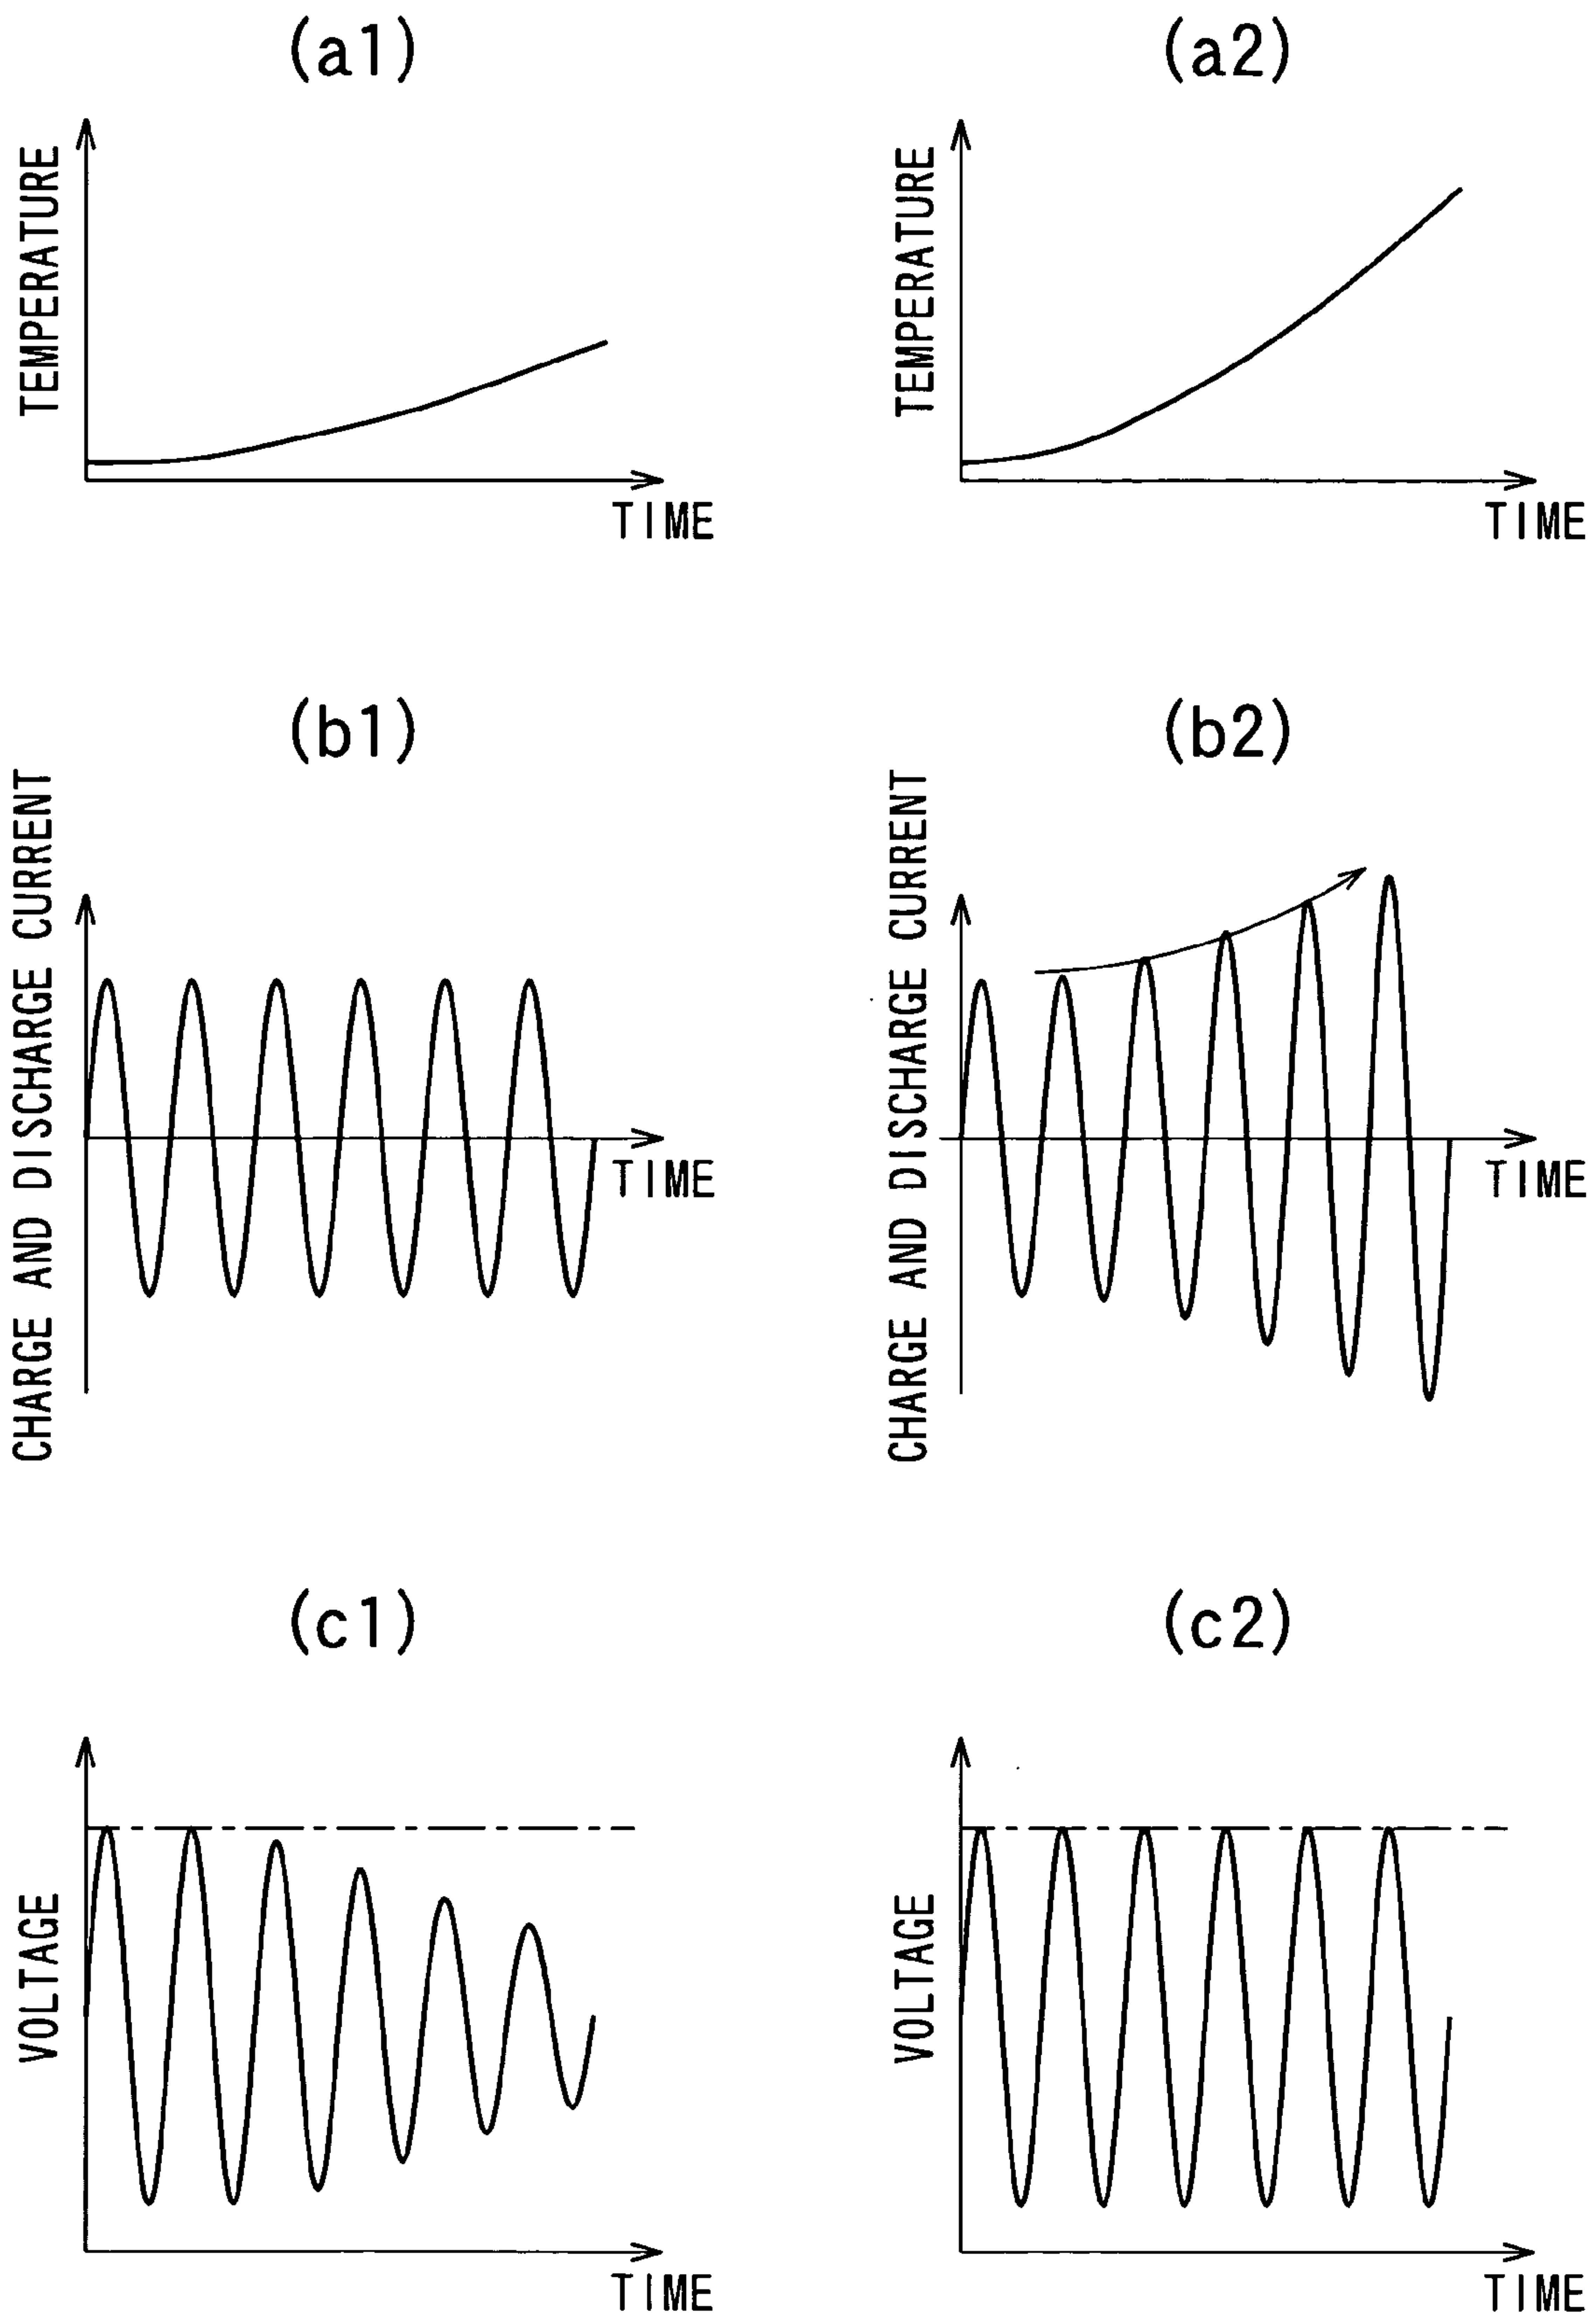 (a1)
TEMPERATURE
TIME
(a2)
TEMPERATURE
TIME
(b1)
CHARGE AND DISCHARGE CURRENT
TIME
(b2)
CHARGE AND DISCHARGE CURRENT
TIME
(c1)
VOLTAGE
TIME
(c2)
VOLTAGE
TIME